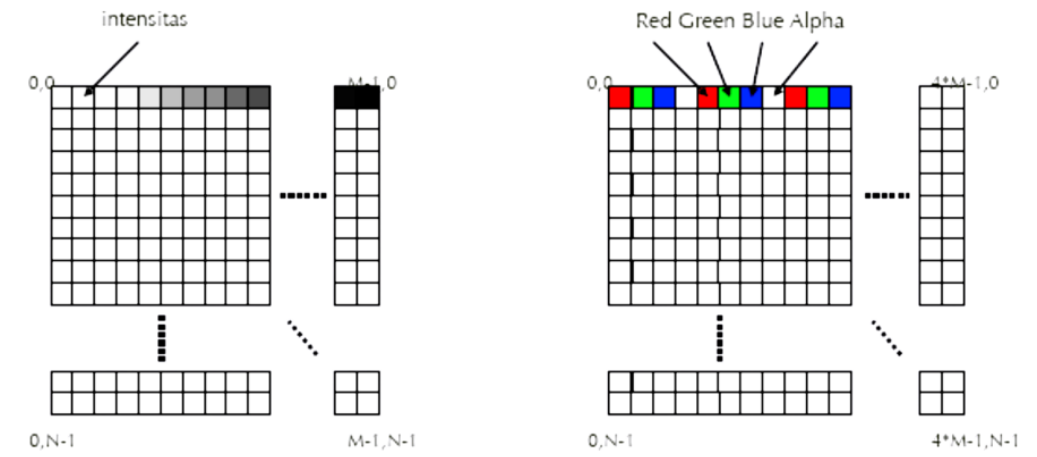 intensitas
Red Green Blue Alpha
0,0
M-1,0
0,0
4*M-1,0
0,N-1
M-1,N-1
0,N-1
4*M-1,N-1